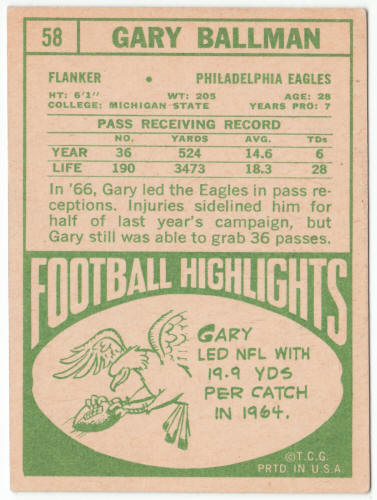 58 GARY BALLMAN
FLANKER • PHILADELPHIA EAGLES
HT: 6'1" WT: 205 AGE: 28
COLLEGE: MICHIGAN STATE YEARS PRO: 7
PASS RECEIVING RECORD
NO. YARDS AVG. TDs
YEAR 36 524 14.6 6
LIFE 190 3473 18.3 28
In '66, Gary led the Eagles in pass re-
ceptions. Injuries sidelined him for
half of last year's campaign, but
Gary still was able to grab 36 passes.
FOOTBALL HIGHLIGHTS
GARY
LED NFL WITH
19.9 YDS
PER CATCH
IN 1964.
©T.C.G.
PRTD. IN U.S.A.